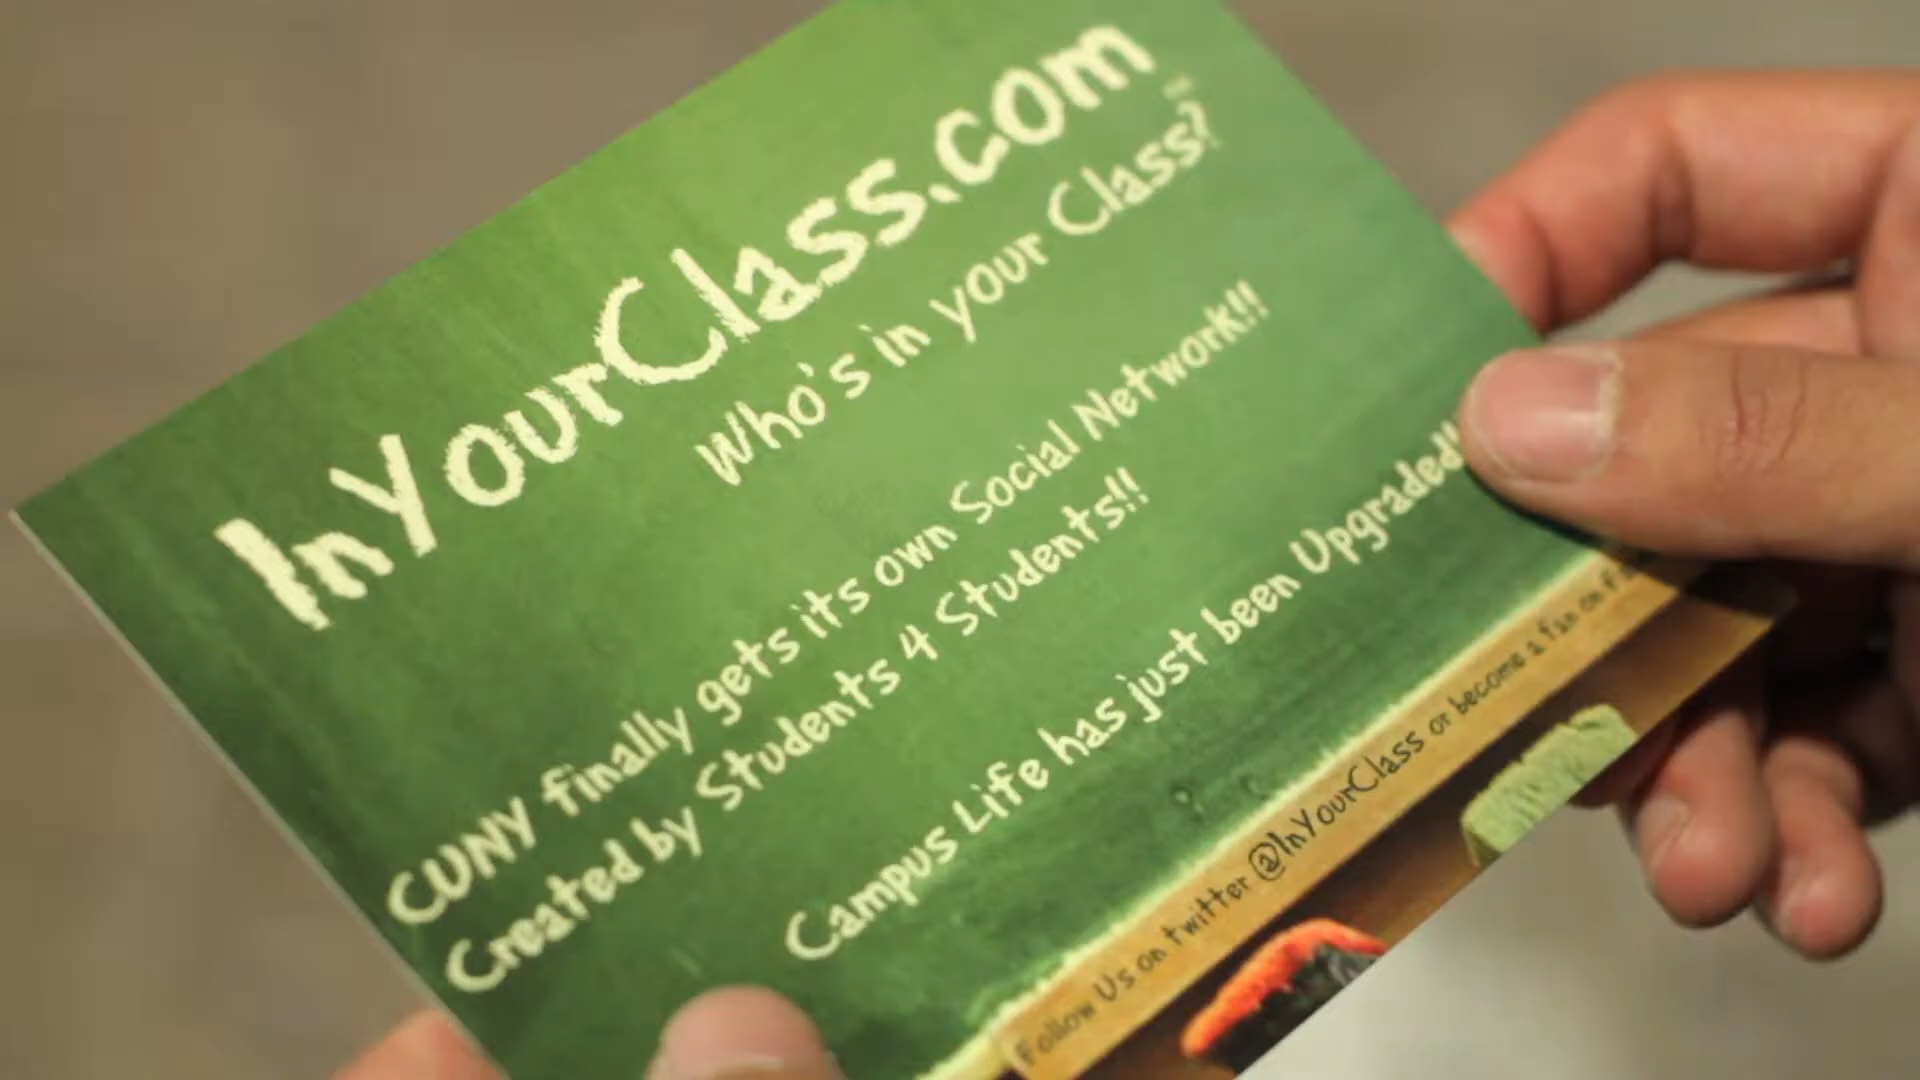 InYourClass.com
Who's in your Class?
CUNY finally gets its own Social Network!!
Created by Students 4 Students!!
Campus Life has just been Upgraded!!
Follow Us on twitter @InYourClass or become a fan on